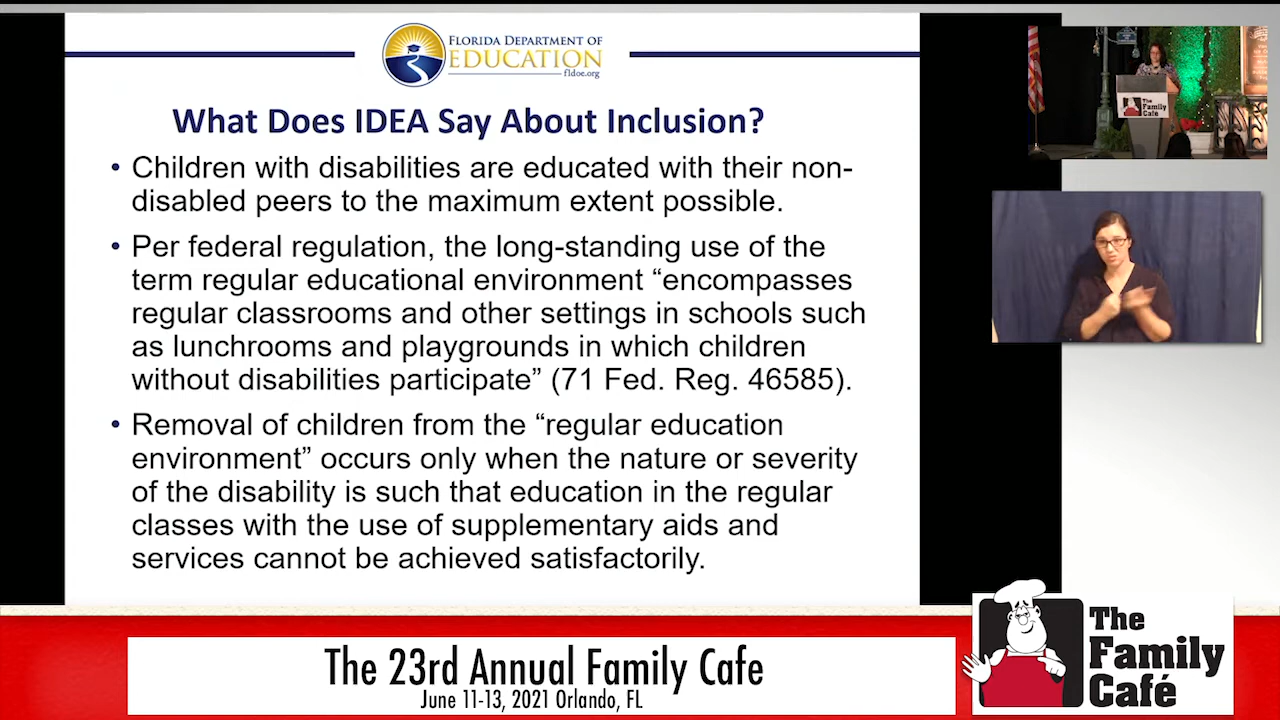 FLORIDA DEPARTMENT OF
EDUCATION
fldoe.org
What Does IDEA Say About Inclusion?
• Children with disabilities are educated with their non-
disabled peers to the maximum extent possible.
• Per federal regulation, the long-standing use of the
term regular educational environment “encompasses
regular classrooms and other settings in schools such
as lunchrooms and playgrounds in which children
without disabilities participate” (71 Fed. Reg. 46585).
• Removal of children from the “regular education
environment” occurs only when the nature or severity
of the disability is such that education in the regular
classes with the use of supplementary aids and
services cannot be achieved satisfactorily.
The
Family
Café
The 23rd Annual Family Cafe
June 11-13, 2021 Orlando, FL
The
Family
Café